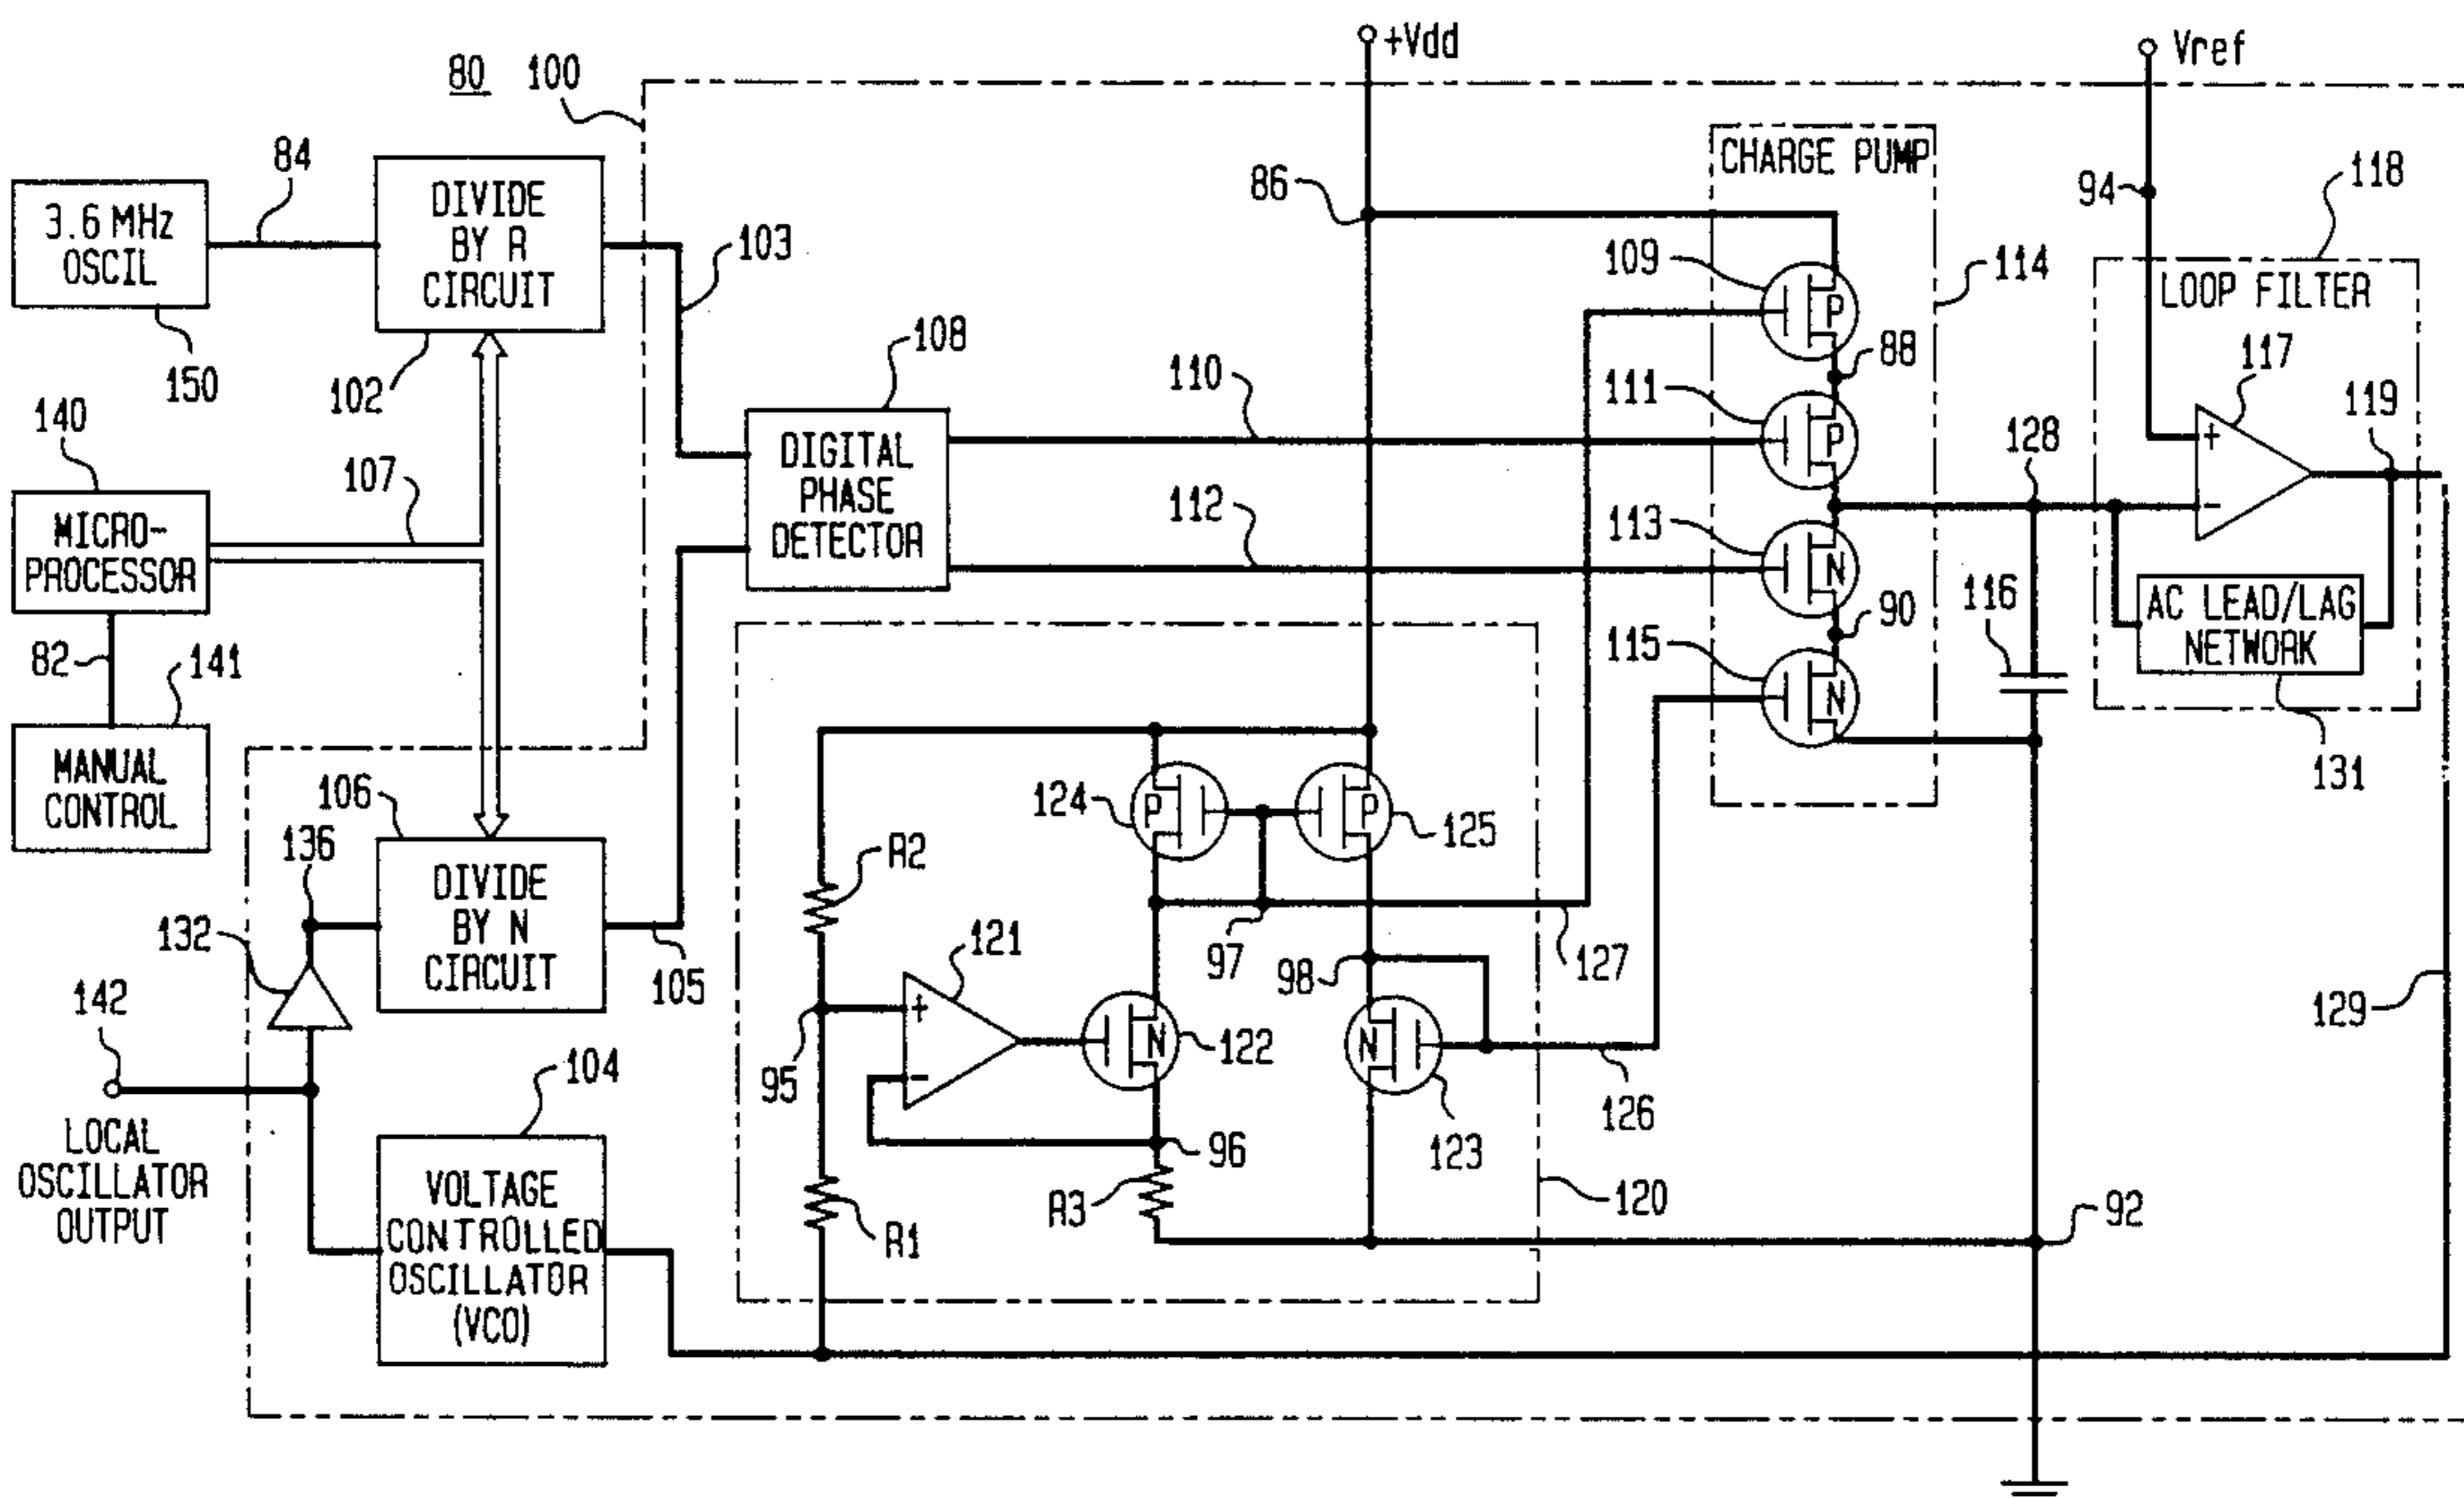 +Vdd
Vref
80
100
84
3.6 MHz
OSCIL
150
DIVIDE
BY R
CIRCUIT
102
103
86
CHARGE PUMP
109
P
114
88
94
118
LOOP FILTER
117
+
-
119
140
MICRO-
PROCESSOR
107
108
DIGITAL
PHASE
DETECTOR
110
111
P
112
113
N
128
90
115
N
116
AC LEAD/LAG
NETWORK
131
82
141
MANUAL
CONTROL
106
136
132
DIVIDE
BY N
CIRCUIT
105
142
LOCAL
OSCILLATOR
OUTPUT
104
VOLTAGE
CONTROLLED
OSCILLATOR
(VCO)
124
P
P
125
R2
97
98
127
121
+
-
95
N
122
N
123
126
96
R3
R1
120
92
129